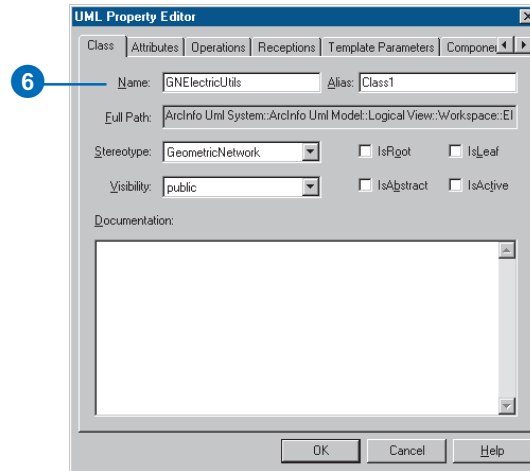 UML Property Editor
Class Attributes Operations Receptions Template Parameters
6 Name: GNElectricUtils Alias: Class1
Full Path: ArcInfo Uml System::ArcInfo Uml Model::Logical View::Workspace::El
Stereotype: GeometricNetwork IsRoot IsLeaf
Visibility: public IsAbstract IsActive
Documentation:
OK Cancel Help